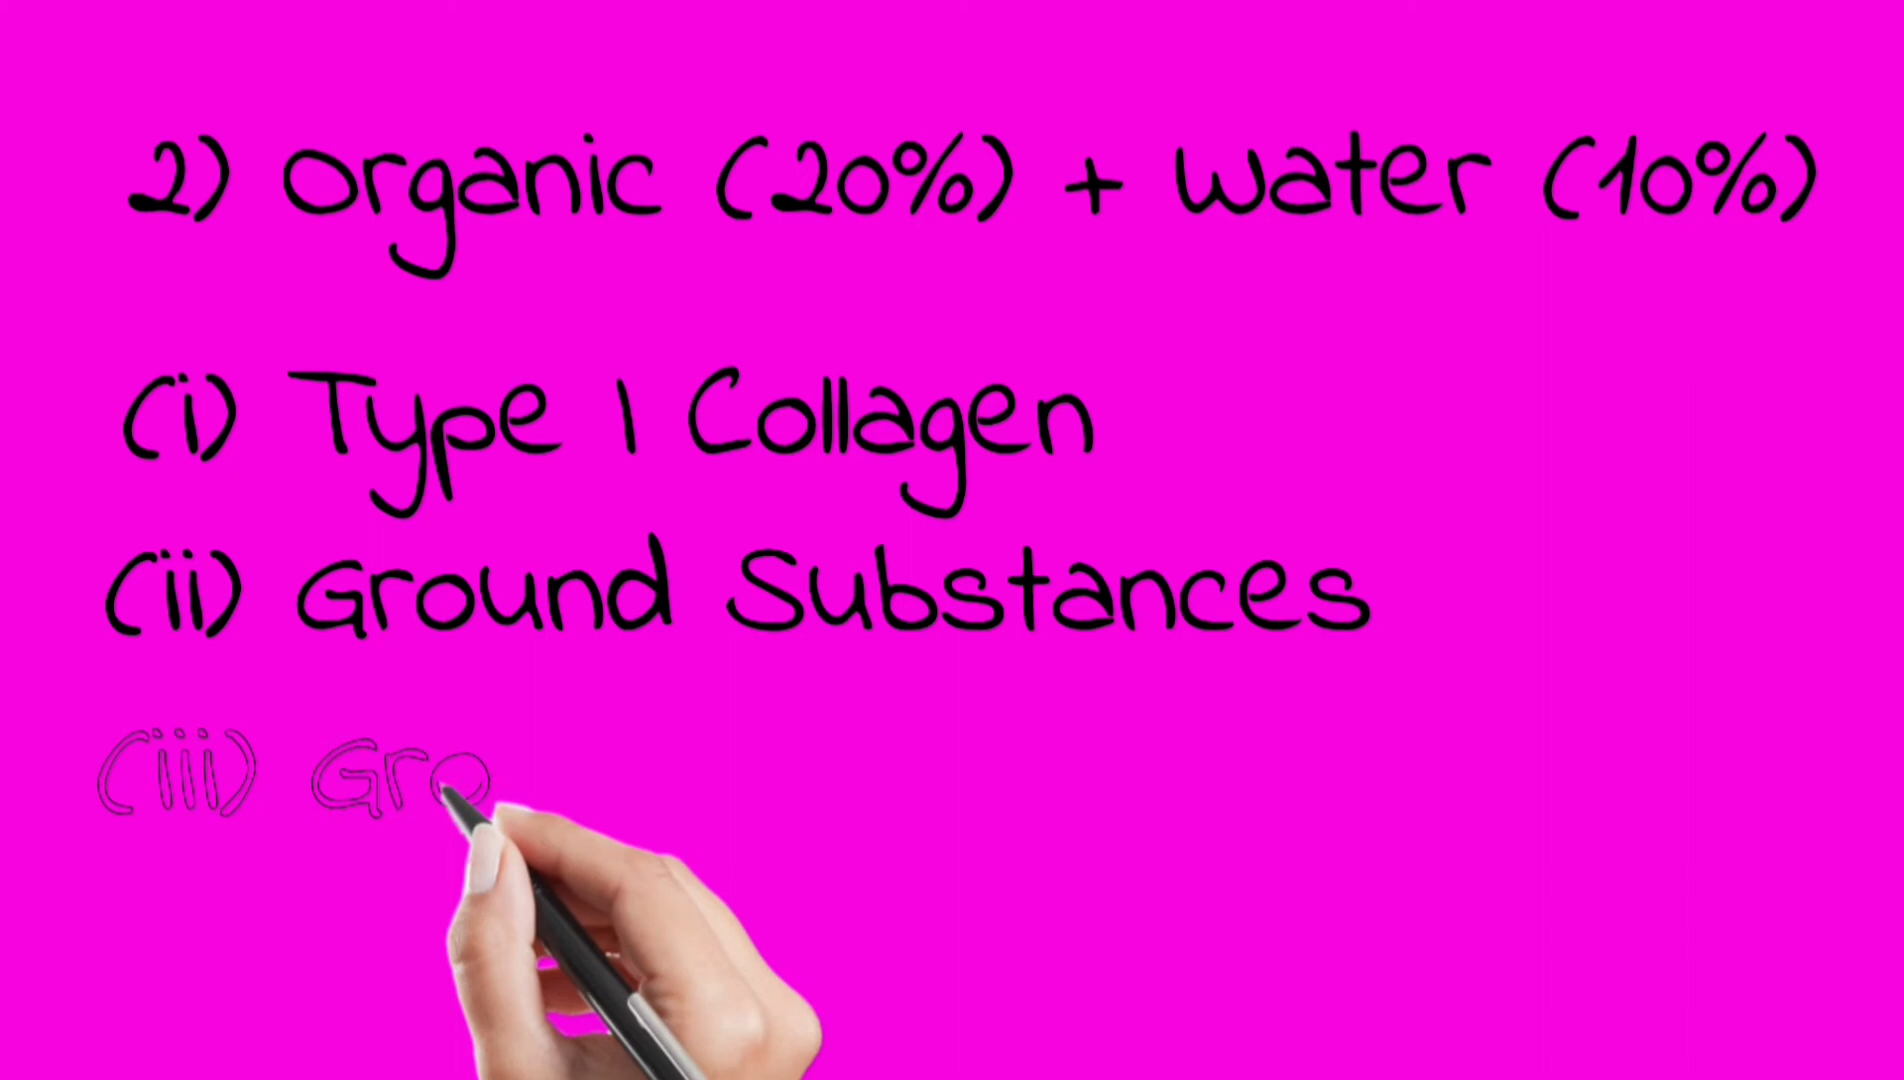 2) Organic (20%) + Water (10%)
(i) Type 1 Collagen
(ii) Ground Substances
(iii) Gro